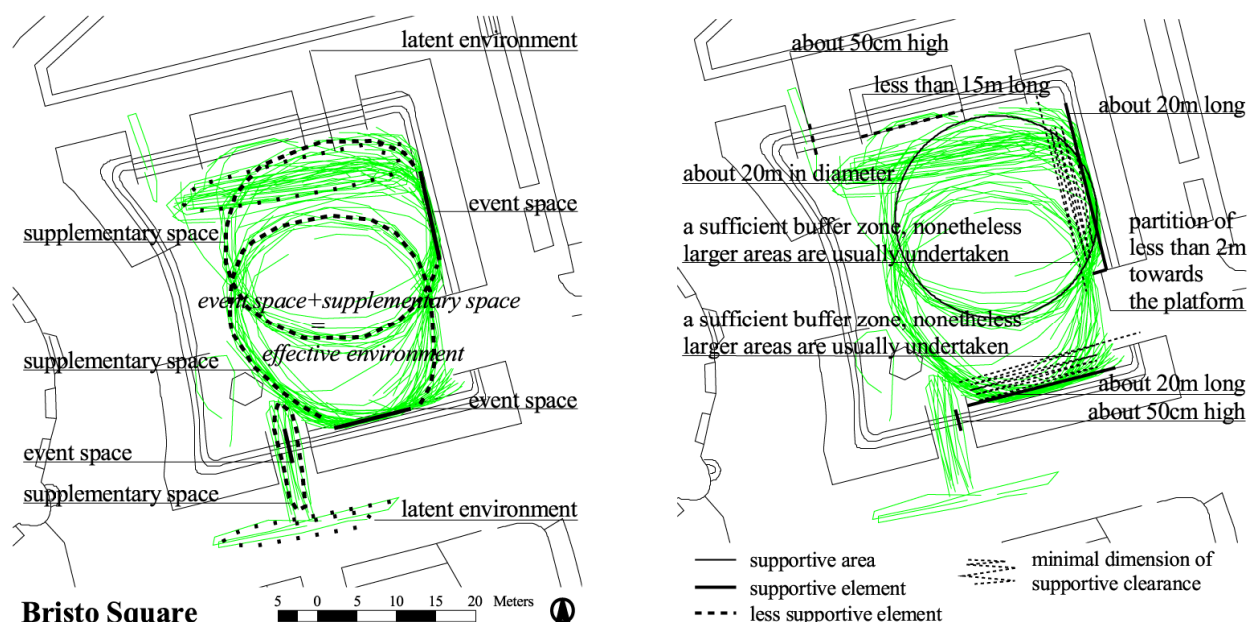 latent environment
event space
supplementary space
event space+supplementary space
=
effective environment
supplementary space
event space
event space
supplementary space
latent environment
Bristo Square
5 0 5 10 15 20 Meters
about 50cm high
less than 15m long
about 20m long
about 20m in diameter
a sufficient buffer zone, nonetheless
larger areas are usually undertaken
partition of
less than 2m
towards
the platform
a sufficient buffer zone, nonetheless
larger areas are usually undertaken
about 20m long
about 50cm high
supportive area
supportive element
less supportive element
minimal dimension of
supportive clearance